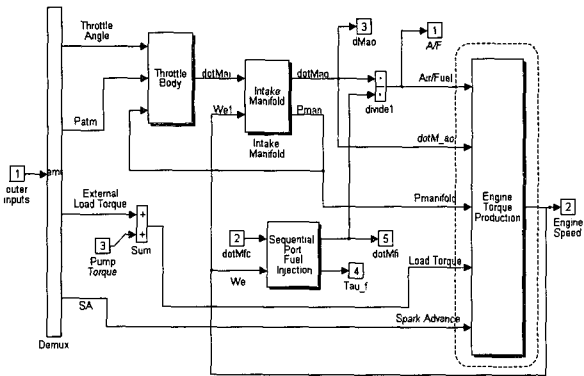 Throttle
Angle
Patm
1
outer
inputs
emu
External
Load Torque
3
Pump
Torque
Sum
SA
Demux
Throttle
Body
dotMai
We1
Intake
Manifold
Intake
Manifold
dotMao
Pman
3
dMao
divide1
1
A/F
Air/Fuel
dotM_ao
Pmanifold
Load Torque
Spark Advance
Engine
Torque
Production
2
Engine
Speed
2
dotMfc
We
Sequential
Port
Fuel
Injection
5
dotMfi
4
Tau_f